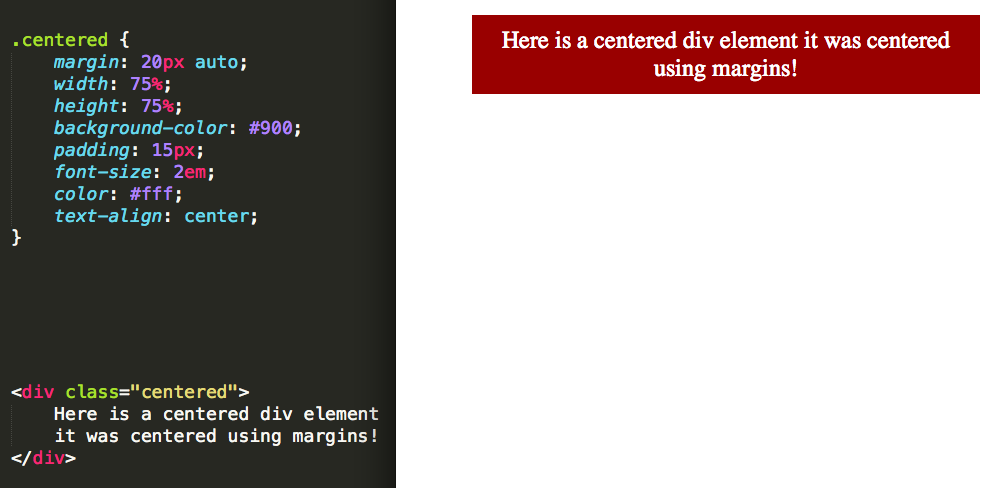 .centered {
    margin: 20px auto;
    width: 75%;
    height: 75%;
    background-color: #900;
    padding: 15px;
    font-size: 2em;
    color: #fff;
    text-align: center;
}
<div class="centered">
    Here is a centered div element
    it was centered using margins!
</div>
Here is a centered div element it was centered
using margins!